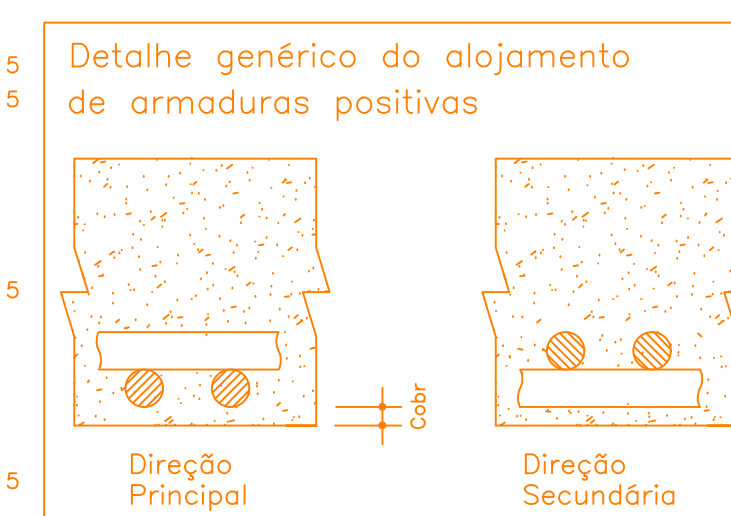 5
5
5
5
Detalhe genérico do alojamento
de armaduras positivas
Cobr
Direção
Principal
Direção
Secundária